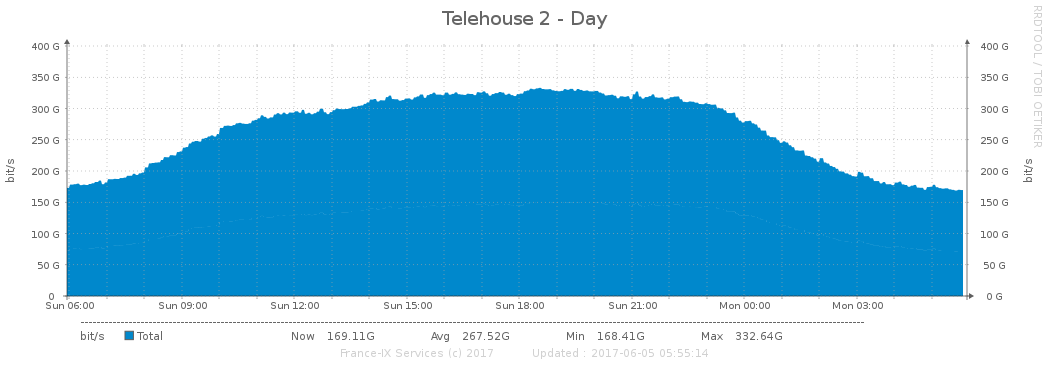 Telehouse 2 - Day
RRDTOOL / TOBI OETIKER
400 G 400 G
350 G 350 G
300 G 300 G
250 G 250 G
200 G 200 G
150 G 150 G
100 G 100 G
50 G 50 G
0 0 G
bit/s bit/s
Sun 06:00 Sun 09:00 Sun 12:00 Sun 15:00 Sun 18:00 Sun 21:00 Mon 00:00 Mon 03:00
bit/s Total Now 169.11G Avg 267.52G Min 168.41G Max 332.64G
France-IX Services (c) 2017 Updated : 2017-06-05 05:55:14